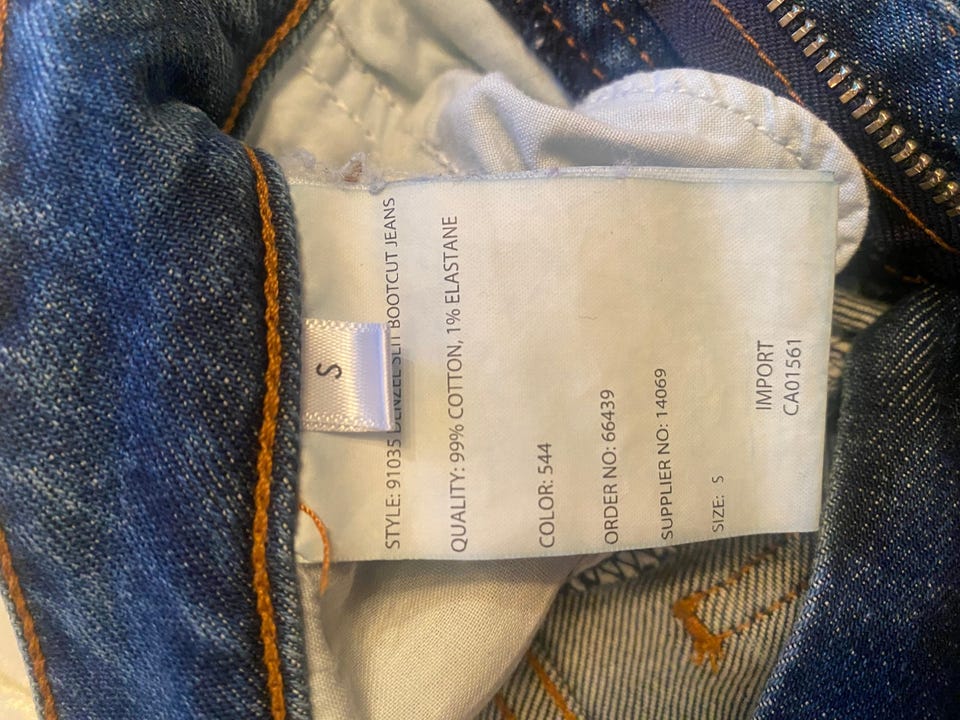 S
STYLE: 91035 DENZEL SLIT BOOTCUT JEANS
QUALITY: 99% COTTON, 1% ELASTANE
COLOR: 544
ORDER NO: 66439
SUPPLIER NO: 14069
SIZE: S
IMPORT
CA01561